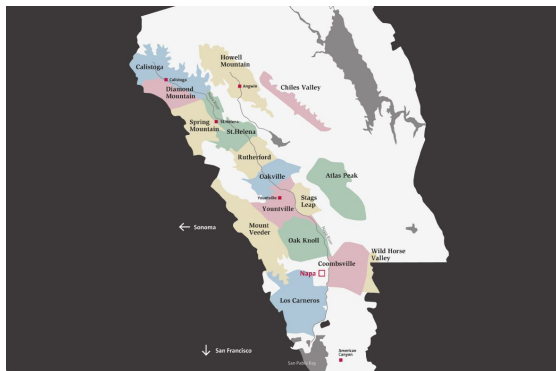 Howell
Mountain
Calistoga
Calistoga
Angwin
Chiles Valley
Diamond
Mountain
Spring
Mountain
St.Helena
St.Helena
Rutherford
Oakville
Atlas Peak
Yountville
Yountville
Stags
Leap
Mount
Veeder
← Sonoma
Oak Knoll
Wild Horse
Valley
Coombsville
Napa
Los Carneros
↓ San Francisco
American
Canyon
San Pablo Bay